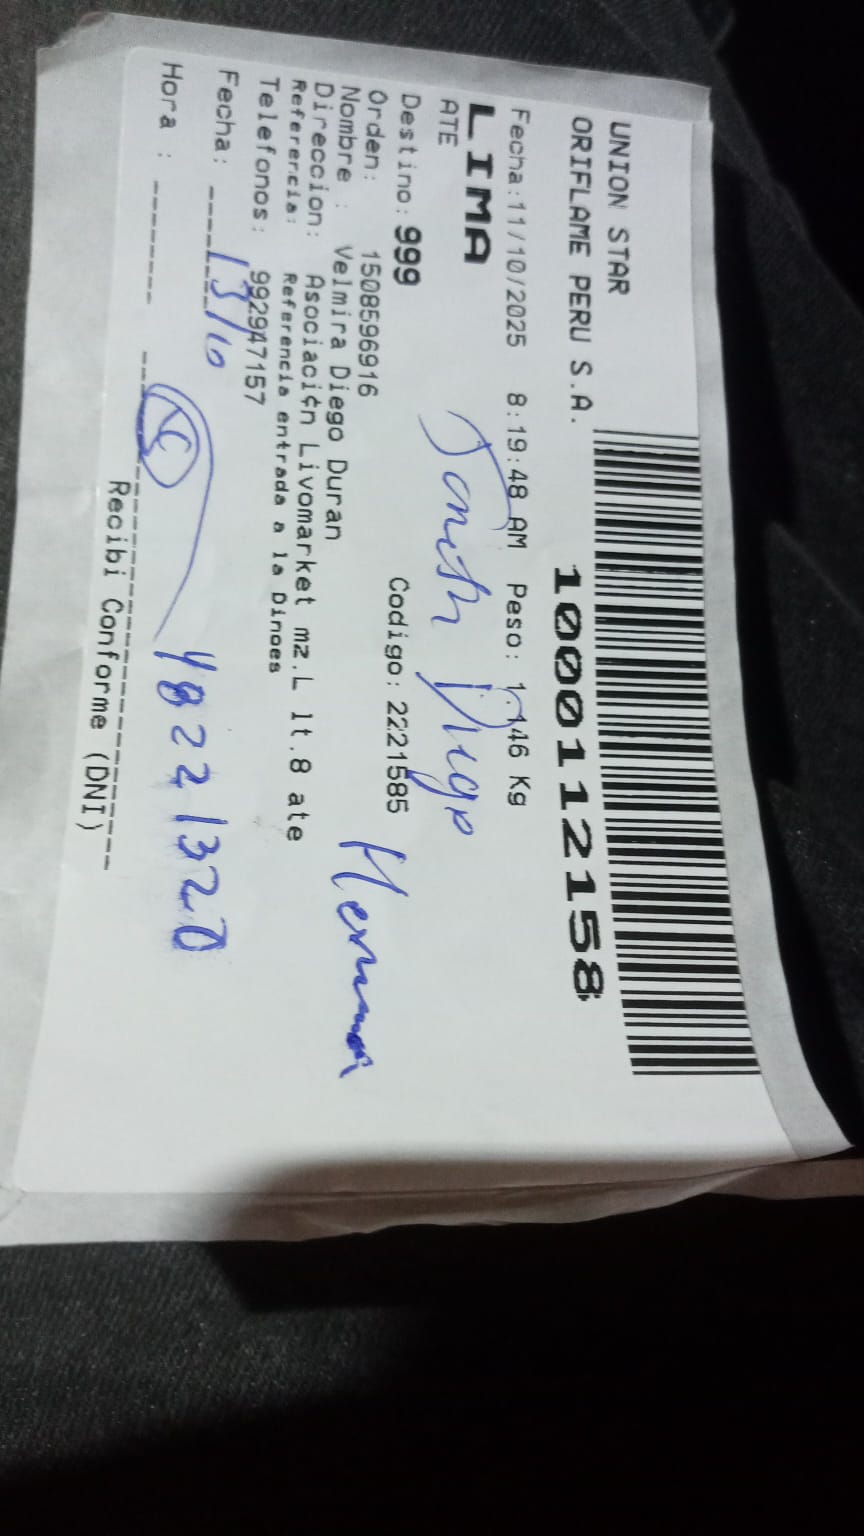 UNION STAR
ORIFLAME PERU S.A.
1000112158
Fecha:11/10/2025 8:19:48 AM Peso: 1.146 Kg
LIMA
ATE
Destino: 999 Codigo: 2221585
Orden: 1508596916
Nombre : Velmira Diego Duran
Direccion: Asociaci¢n Livomarket mz.L lt.8 ate
Referencia: Referencia entrada a la Dinoes
Telefonos: 992947157
Fecha: 13/10
Hora :
48221320
Recibi Conforme (DNI)